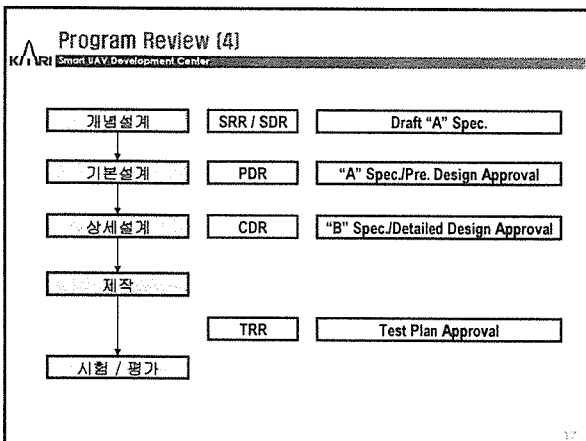 Program Review (4)
KARI Smart UAV Development Center
개념설계 SRR / SDR Draft "A" Spec.
기본설계 PDR "A" Spec./Pre. Design Approval
상세설계 CDR "B" Spec./Detailed Design Approval
제작
TRR Test Plan Approval
시험 / 평가